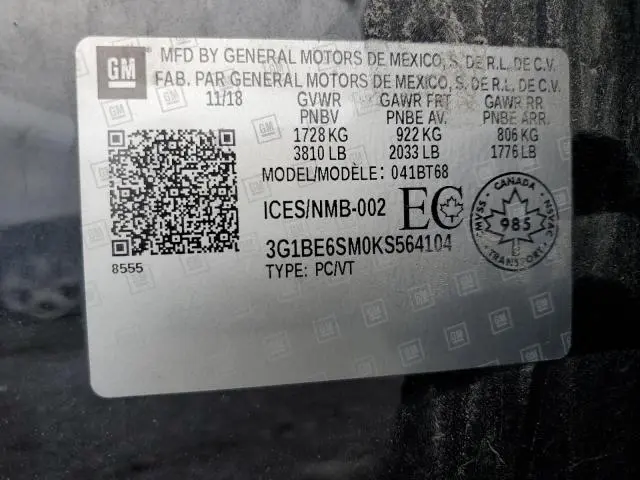 GM
MFD BY GENERAL MOTORS DE MEXICO, S. DE R.L. DE C.V.
FAB. PAR GENERAL MOTORS DE MEXICO, S. DE R.L. DE C.V.
11/18 GVWR GAWR FRT GAWR RR
PNBV PNBE AV. PNBE ARR.
1728 KG 922 KG 806 KG
3810 LB 2033 LB 1776 LB
MODEL/MODÈLE: 041BT68
ICES/NMB-002 EC
CANADA
MVSS 985 NSVAC
TRANSPORT
3G1BE6SM0KS564104
8555 TYPE: PC/VT